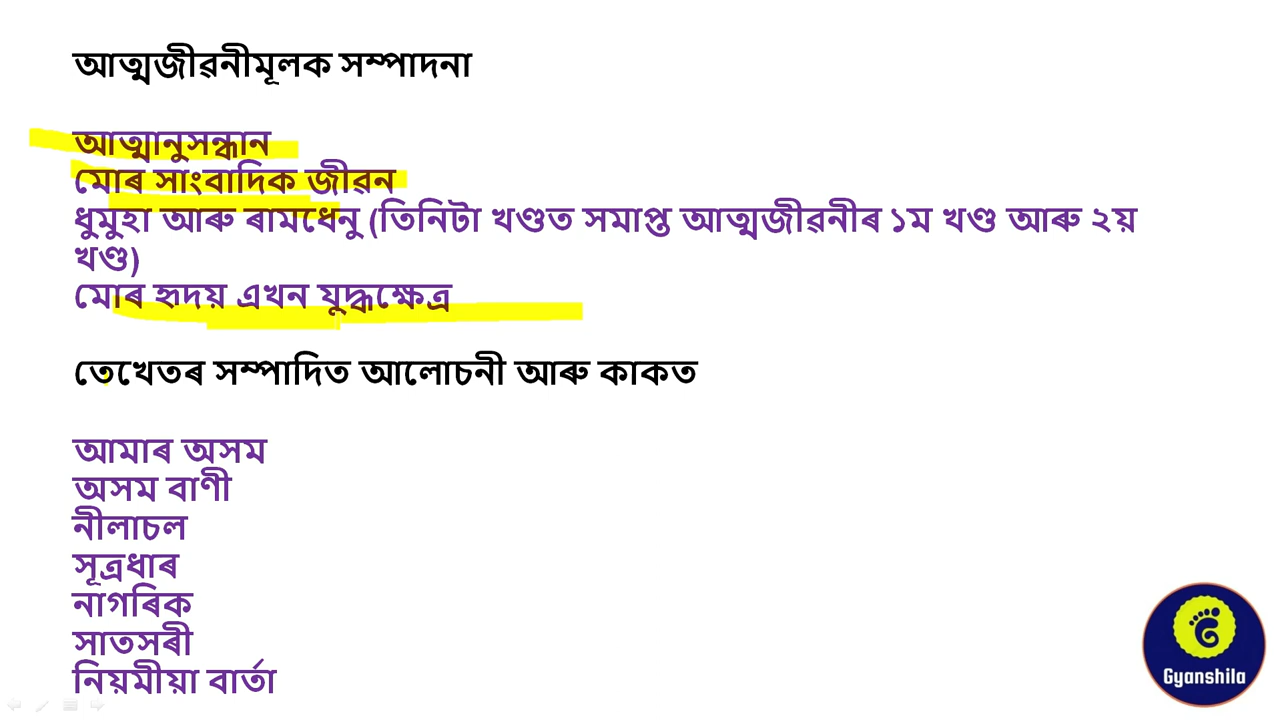 আত্মজীৱনীমূলক সম্পাদনা
আত্মানুসন্ধান
মোৰ সাংবাদিক জীৱন
ধুমুহা আৰু ৰামধেনু (তিনিটা খণ্ডত সমাপ্ত আত্মজীৱনীৰ ১ম খণ্ড আৰু ২য়
খণ্ড)
মোৰ হৃদয় এখন যুদ্ধক্ষেত্ৰ
তেখেতৰ সম্পাদিত আলোচনী আৰু কাকত
আমাৰ অসম
অসম বাণী
নীলাচল
সূত্ৰধাৰ
নাগৰিক
সাতসৰী
নিয়মীয়া বাৰ্তা
Gyanshila